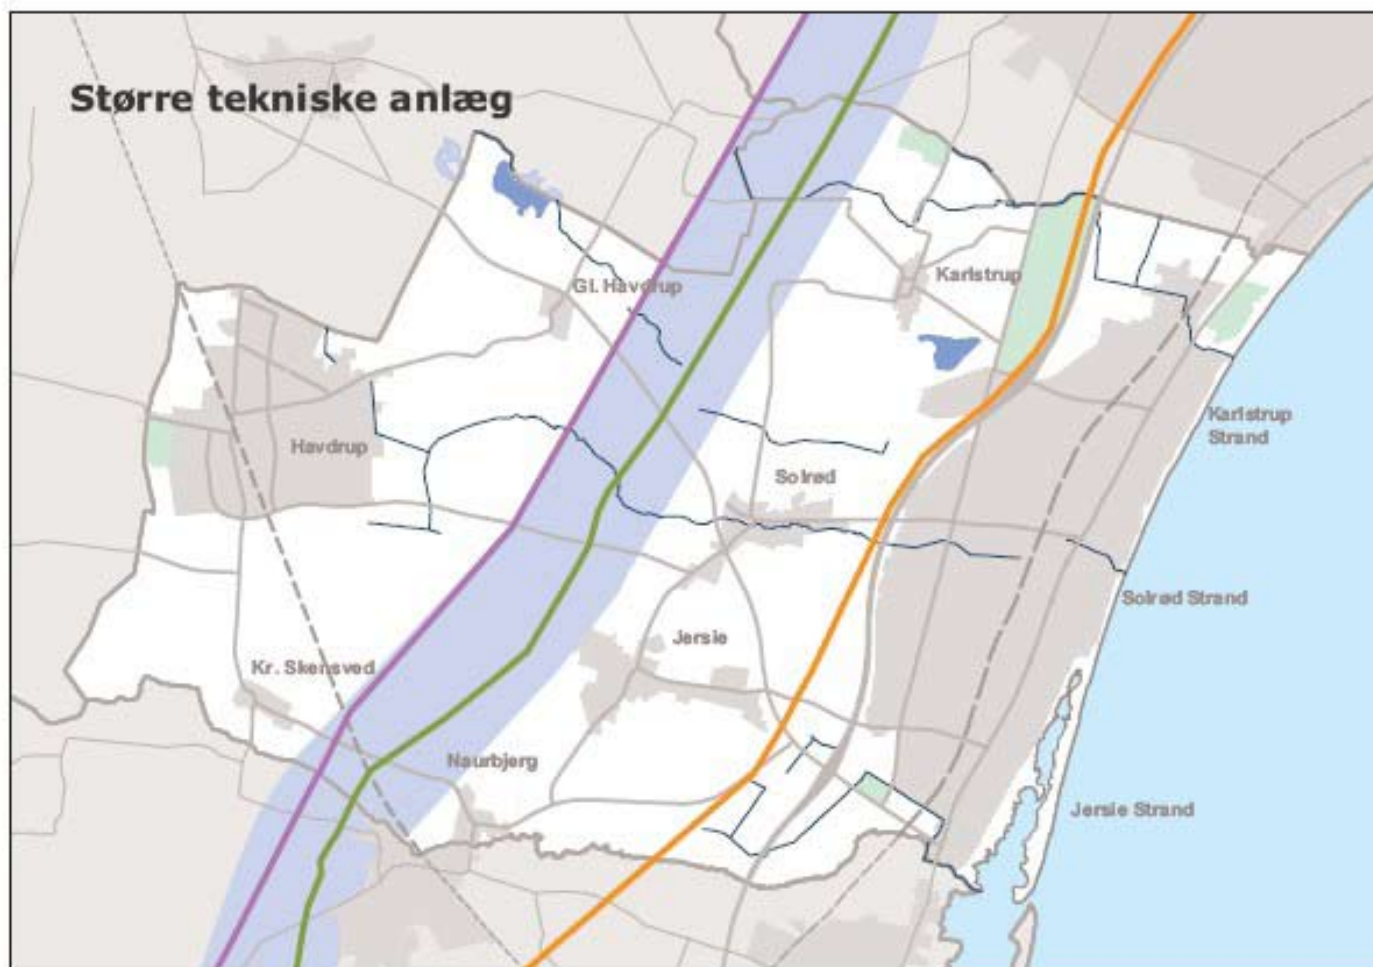 Større tekniske anlæg
Gl. Havdrup
Karlstrup
Karlstrup
Strand
Havdrup
Solrød
Solrød Strand
Jersie
Kr. Skensved
Naurbjerg
Jersie Strand